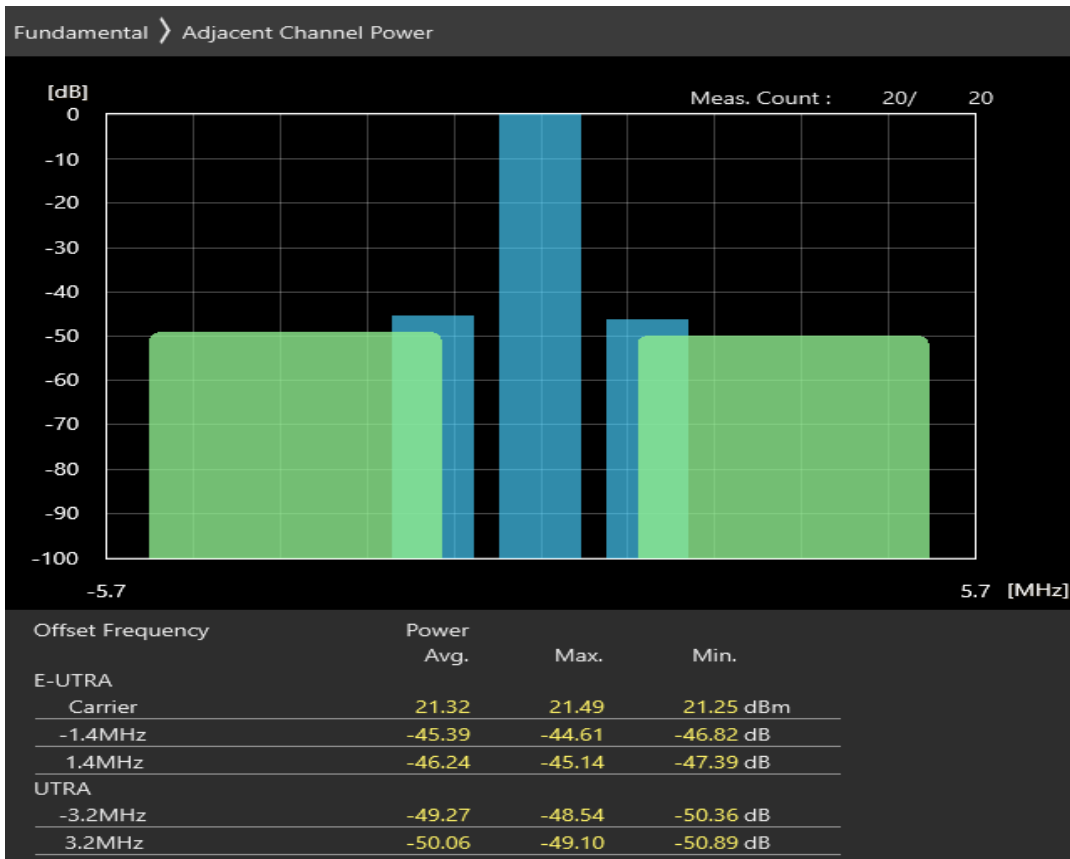 Fundamental 〉 Adjacent Channel Power
[dB]
Meas. Count : 20/ 20
0
-10
-20
-30
-40
-50
-60
-70
-80
-90
-100
-5.7 5.7 [MHz]
Offset Frequency Power
Avg. Max. Min.
E-UTRA
Carrier 21.32 21.49 21.25 dBm
-1.4MHz -45.39 -44.61 -46.82 dB
1.4MHz -46.24 -45.14 -47.39 dB
UTRA
-3.2MHz -49.27 -48.54 -50.36 dB
3.2MHz -50.06 -49.10 -50.89 dB